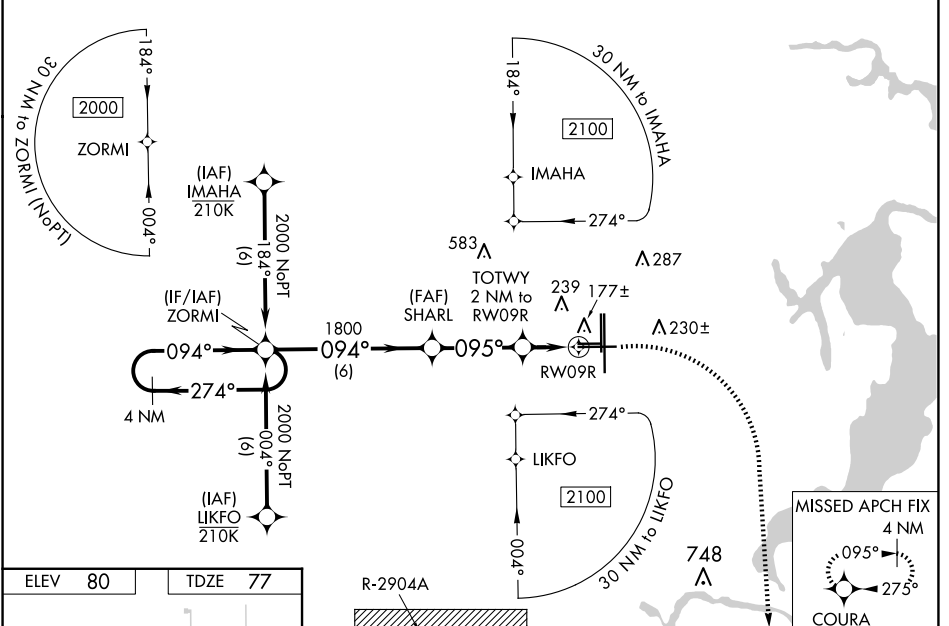 184°
30 NM to ZORMI (NoPT)
2000
ZORMI
004°
184°
30 NM to IMAHA
2100
IMAHA
274°
(IAF)
IMAHA
210K
2000 NoPT
184°
(6)
583
287
(IF/IAF)
ZORMI
(FAF)
SHARL
TOTWY
2 NM to
RW09R
239
177±
230±
1800
094°
094°
(6)
095°
RW09R
274°
4 NM
2000 NoPT
004°
(6)
(IAF)
LIKFO
210K
274°
LIKFO
2100
004°
30 NM to LIKFO
748
MISSED APCH FIX
4 NM
095°
275°
COURA
ELEV 80
TDZE 77
R-2904A